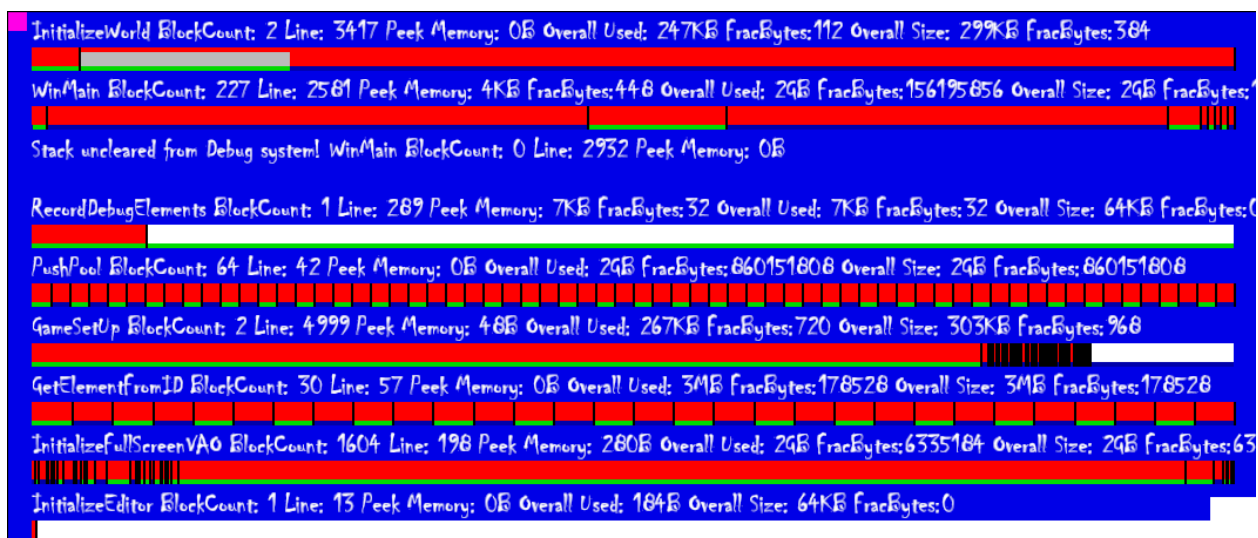 InitializeWorld BlockCount: 2 Line: 3417 Peek Memory: 0B Overall Used: 247KB FracBytes:112 Overall Size: 299KB FracBytes:384
WinMain BlockCount: 227 Line: 2581 Peek Memory: 4KB FracBytes:448 Overall Used: 2GB FracBytes:156195856 Overall Size: 2GB FracBytes:1
Stack uncleared from Debug system! WinMain BlockCount: 0 Line: 2932 Peek Memory: 0B
RecordDebugElements BlockCount: 1 Line: 289 Peek Memory: 7KB FracBytes:32 Overall Used: 7KB FracBytes:32 Overall Size: 64KB FracBytes:0
PushPool BlockCount: 64 Line: 42 Peek Memory: 0B Overall Used: 2GB FracBytes:860151808 Overall Size: 2GB FracBytes:860151808
GameSetUp BlockCount: 2 Line: 4999 Peek Memory: 48B Overall Used: 267KB FracBytes:720 Overall Size: 303KB FracBytes:968
GetElementFromID BlockCount: 30 Line: 57 Peek Memory: 0B Overall Used: 3MB FracBytes:178528 Overall Size: 3MB FracBytes:178528
InitializeFullScreenVAO BlockCount: 1604 Line: 198 Peek Memory: 280B Overall Used: 2GB FracBytes:6335184 Overall Size: 2GB FracBytes:63
InitializeEditor BlockCount: 1 Line: 13 Peek Memory: 0B Overall Used: 184B Overall Size: 64KB FracBytes:0